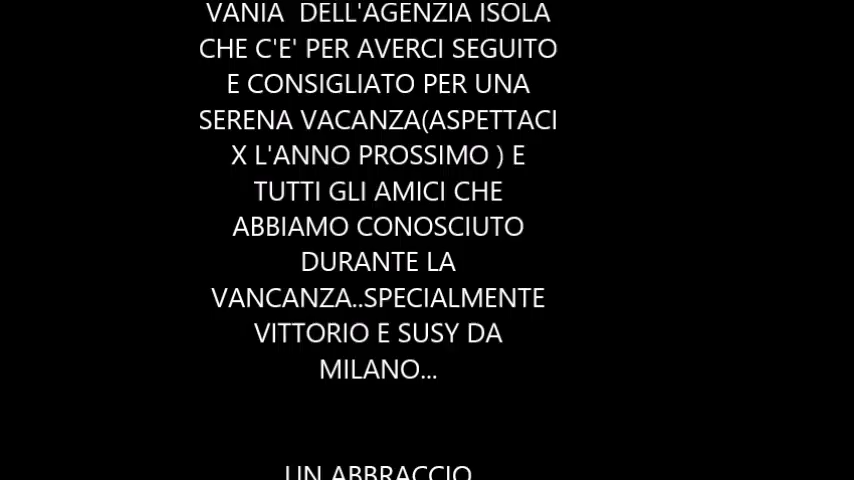 VANIA  DELL'AGENZIA ISOLA
CHE C'E' PER AVERCI SEGUITO
E CONSIGLIATO PER UNA
SERENA VACANZA(ASPETTACI
X L'ANNO PROSSIMO ) E
TUTTI GLI AMICI CHE
ABBIAMO CONOSCIUTO
DURANTE LA
VANCANZA..SPECIALMENTE
VITTORIO E SUSY DA
MILANO...
UN ABBRACCIO